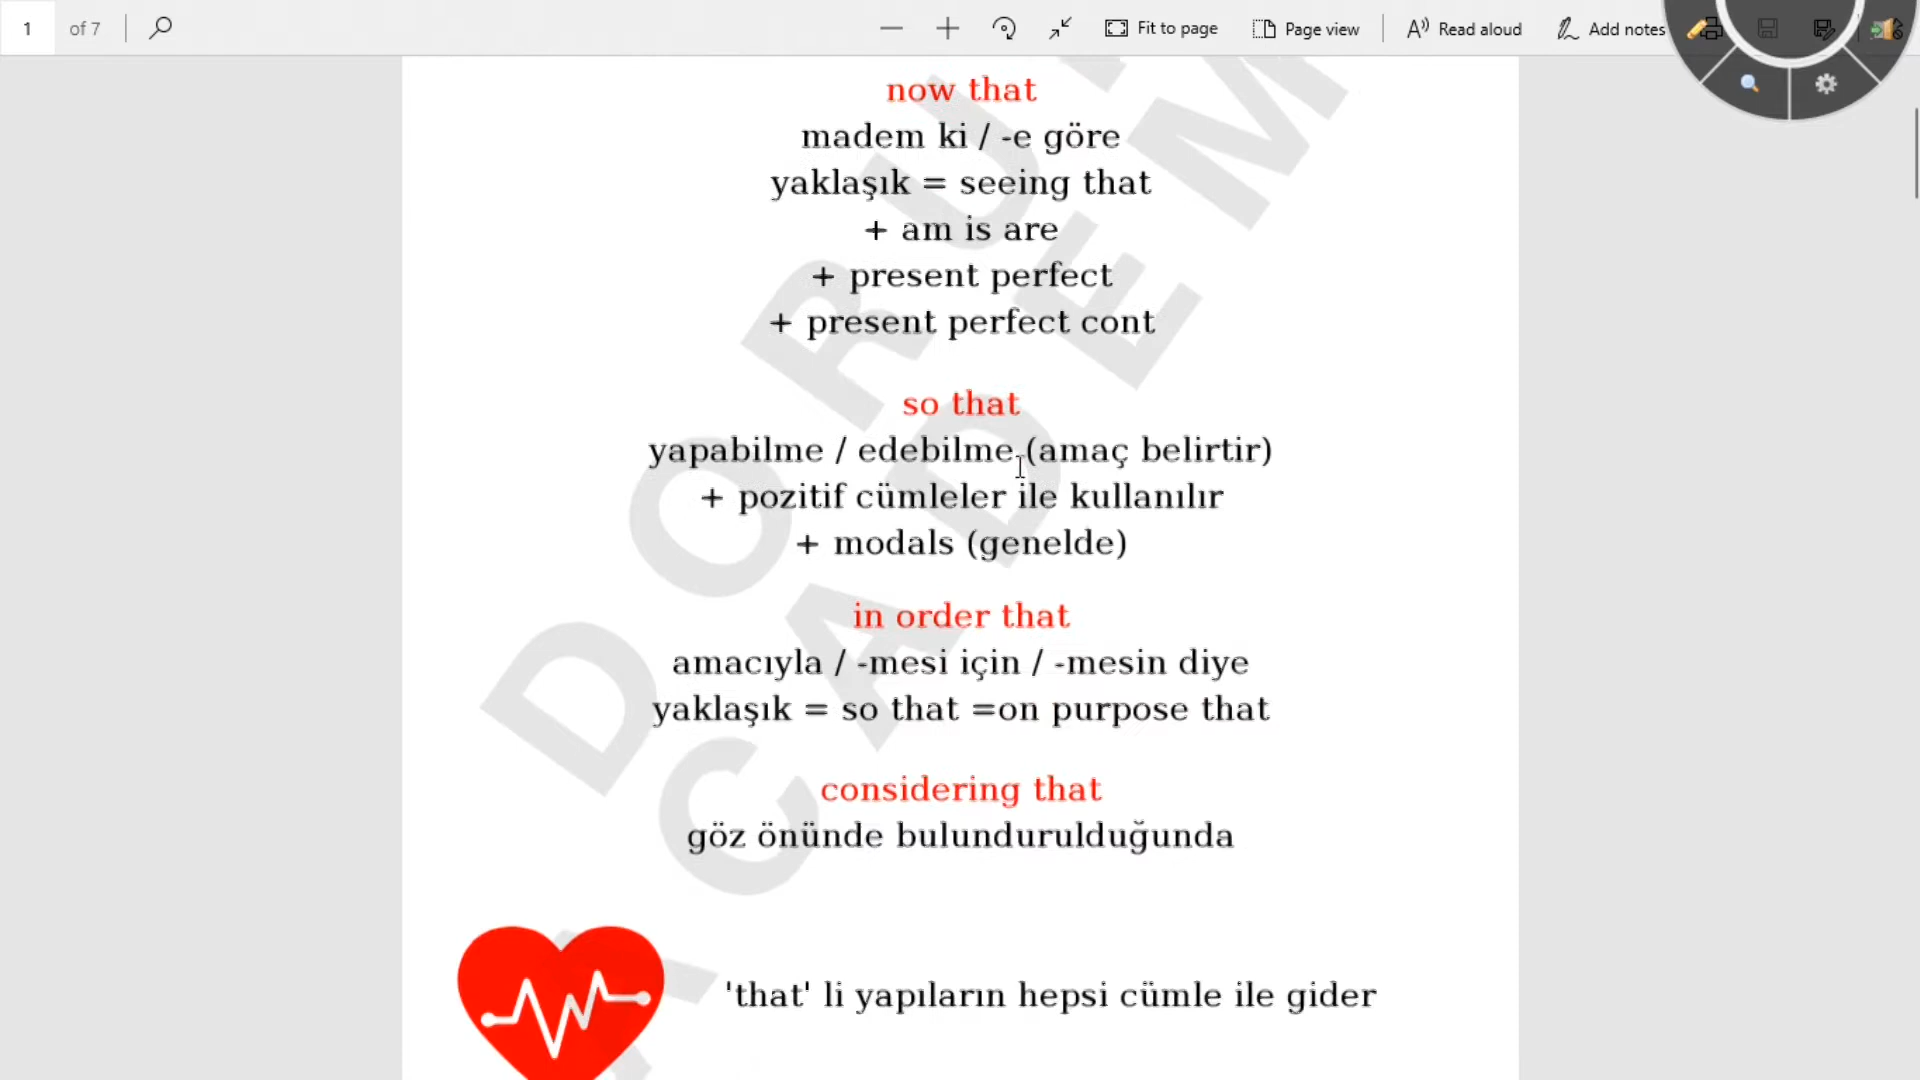 1 of 7 Fit to page Page view Read aloud Add notes
now that
madem ki / -e göre
yaklaşık = seeing that
+ am is are
+ present perfect
+ present perfect cont
so that
yapabilme / edebilme (amaç belirtir)
+ pozitif cümleler ile kullanılır
+ modals (genelde)
in order that
amacıyla / -mesi için / -mesin diye
yaklaşık = so that =on purpose that
considering that
göz önünde bulundurulduğunda
'that' li yapıların hepsi cümle ile gider